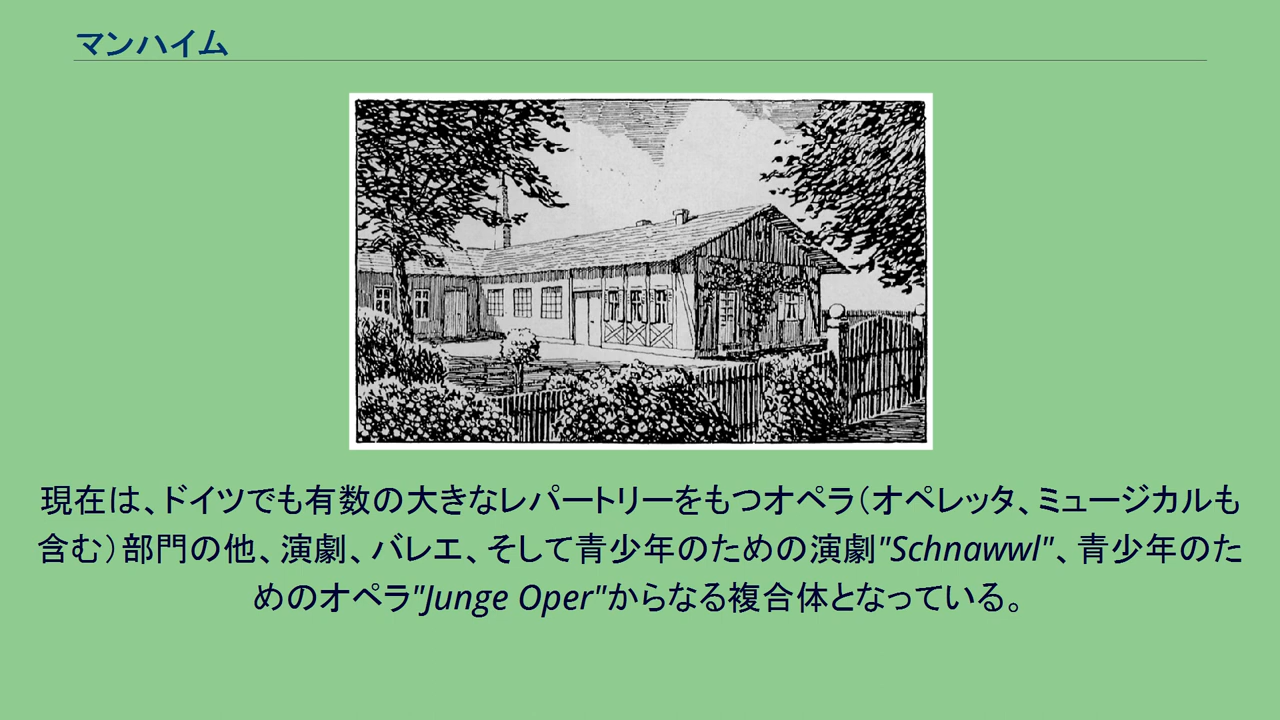 マンハイム
現在は、ドイツでも有数の大きなレパートリーをもつオペラ（オペレッタ、ミュージカルも
含む）部門の他、演劇、バレエ、そして青少年のための演劇"Schnawwl"、青少年のた
めのオペラ"Junge Oper"からなる複合体となっている。